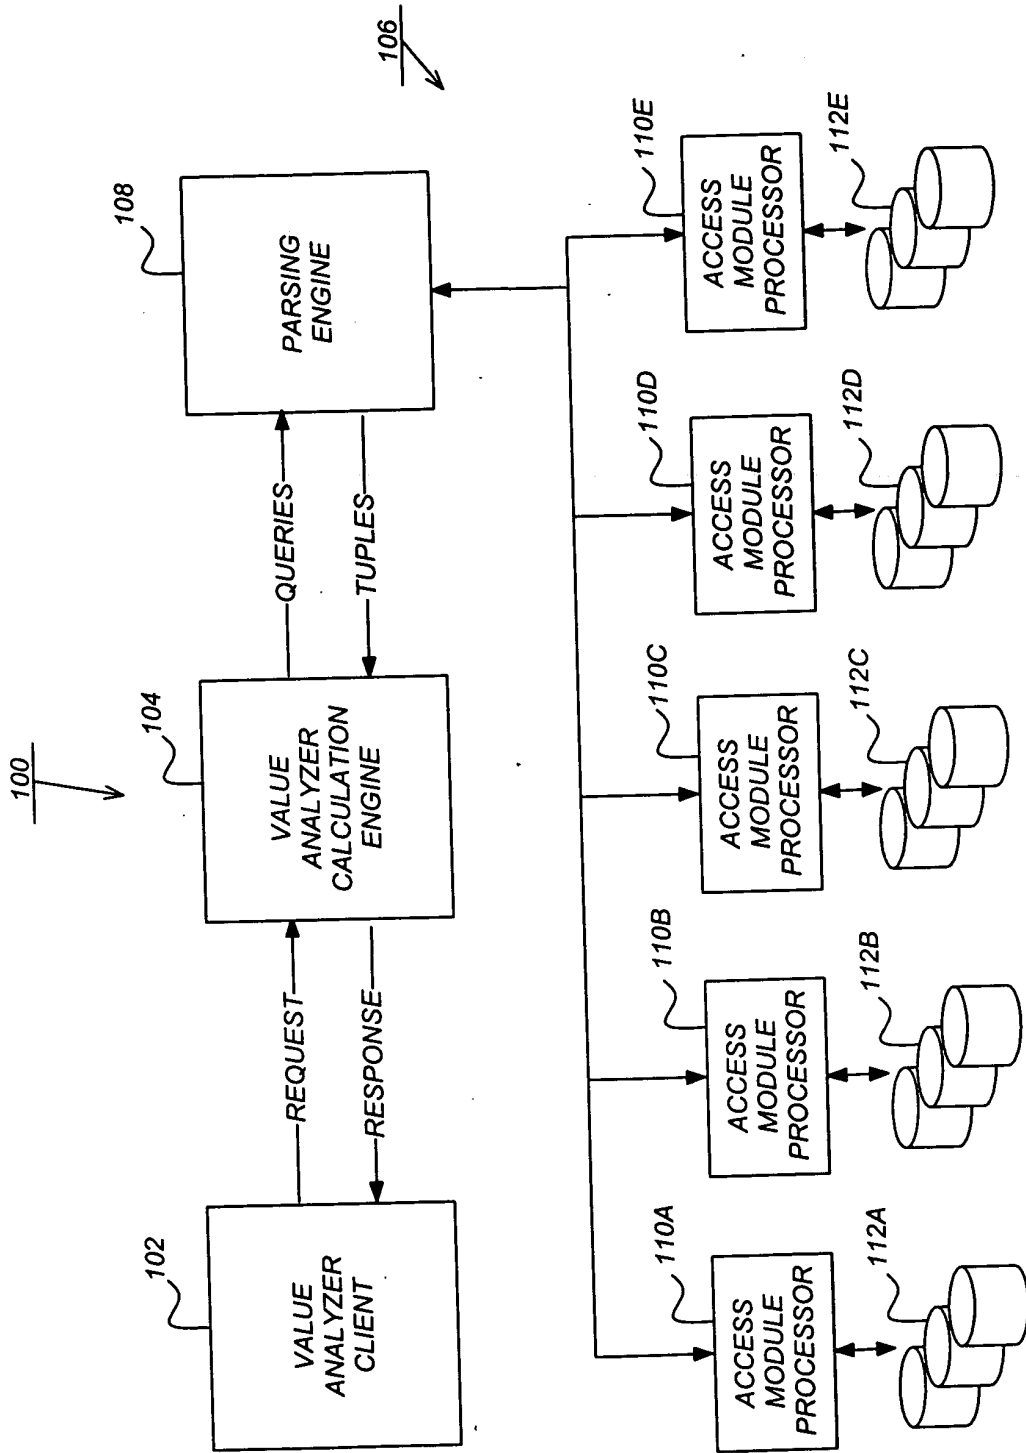 100
106
102
VALUE
ANALYZER
CLIENT
REQUEST
RESPONSE
104
VALUE
ANALYZER
CALCULATION
ENGINE
QUERIES
TUPLES
108
PARSING
ENGINE
110A
ACCESS
MODULE
PROCESSOR
112A
110B
ACCESS
MODULE
PROCESSOR
112B
110C
ACCESS
MODULE
PROCESSOR
112C
110D
ACCESS
MODULE
PROCESSOR
112D
110E
ACCESS
MODULE
PROCESSOR
112E